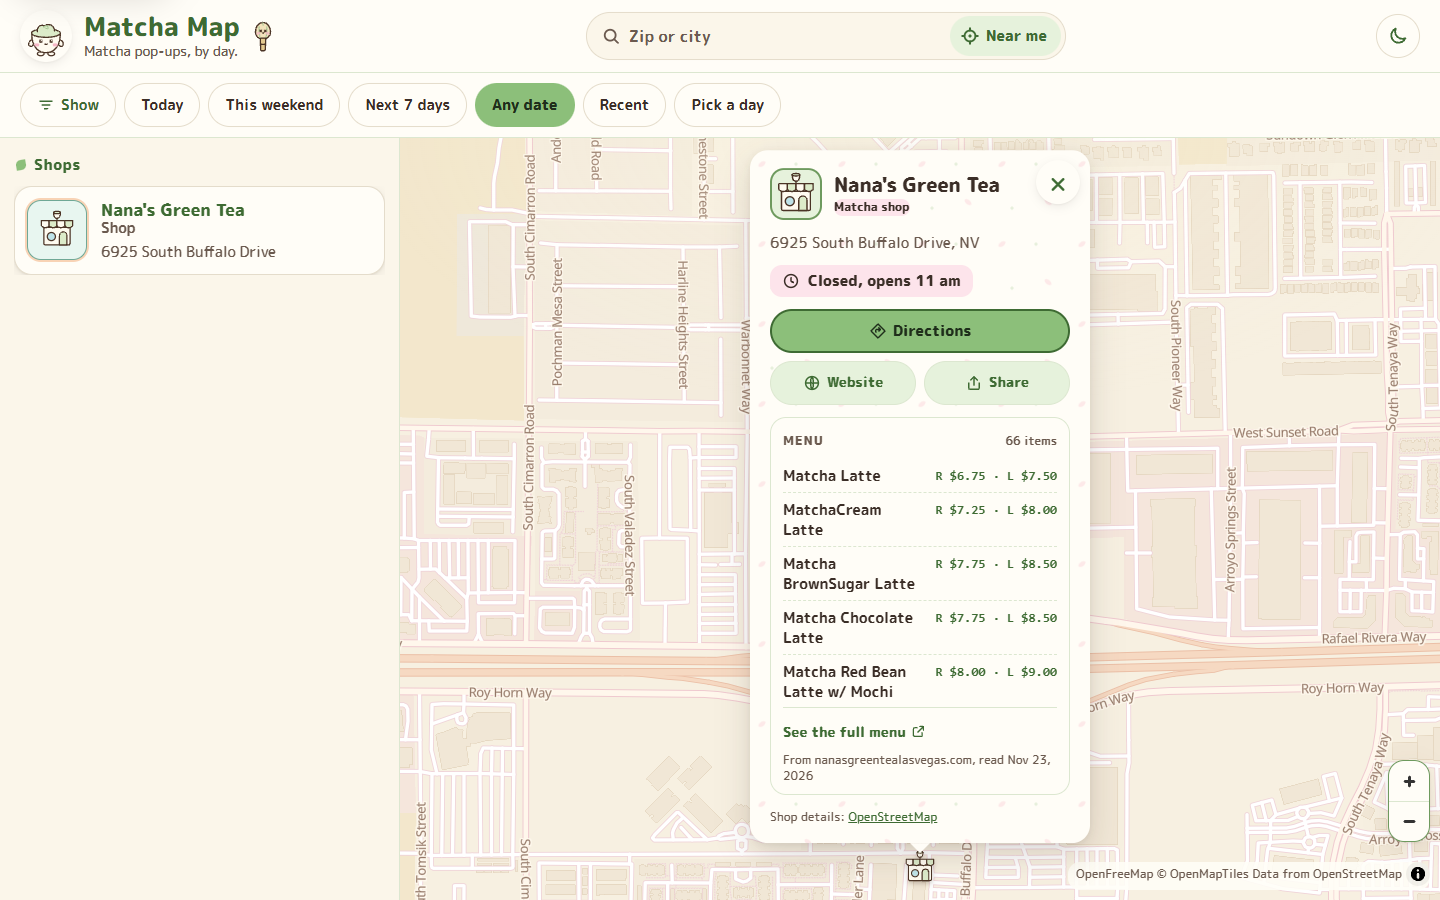 Matcha Map
Matcha pop-ups, by day.
Zip or city
Near me
Show
Today
This weekend
Next 7 days
Any date
Recent
Pick a day
Shops
Nana's Green Tea
Shop
6925 South Buffalo Drive
Nana's Green Tea
Matcha shop
6925 South Buffalo Drive, NV
Closed, opens 11 am
Directions
Website
Share
MENU
66 items
Matcha Latte
R $6.75 · L $7.50
MatchaCream
Latte
R $7.25 · L $8.00
Matcha
BrownSugar Latte
R $7.75 · L $8.50
Matcha Chocolate
Latte
R $7.75 · L $8.50
Matcha Red Bean
Latte w/ Mochi
R $8.00 · L $9.00
See the full menu
From nanasgreentealasvegas.com, read Nov 23,
2026
Shop details: OpenStreetMap
South Cimarron Road
Pochman Mesa Street
Harline Heights Street
Warbonnet Way
South Cimarron Road
South Valadez Street
South Pioneer Way
South Tenaya Way
West Sunset Road
Arroyo Springs Street
Rafael Rivera Way
Roy Horn Way
Roy Horn Way
South Tenaya Way
+
−
OpenFreeMap © OpenMapTiles Data from OpenStreetMap